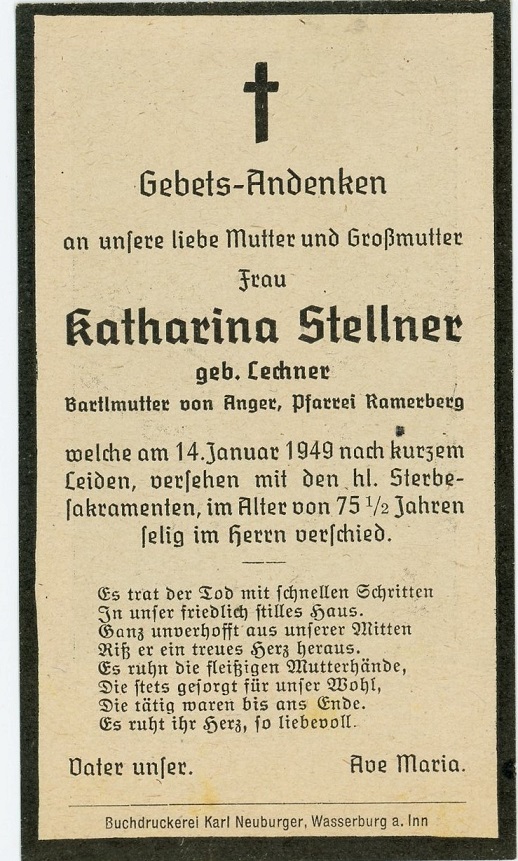 Gebets-Andenken
an unsere liebe Mutter und Großmutter
Frau
Katharina Stellner
geb. Lechner
Bartlmutter von Anger, Pfarrei Ramerberg
welche am 14. Januar 1949 nach kurzem
Leiden, versehen mit den hl. Sterbe-
sakramenten, im Alter von 75 1/2 Jahren
selig im Herrn verschied.
Es trat der Tod mit schnellen Schritten
In unser friedlich stilles Haus.
Ganz unverhofft aus unserer Mitten
Riß er ein treues Herz heraus.
Es ruhn die fleißigen Mutterhände,
Die stets gesorgt für unser Wohl,
Die tätig waren bis ans Ende.
Es ruht ihr Herz, so liebevoll.
Vater unser. Ave Maria.
Buchdruckerei Karl Neuburger, Wasserburg a. Inn